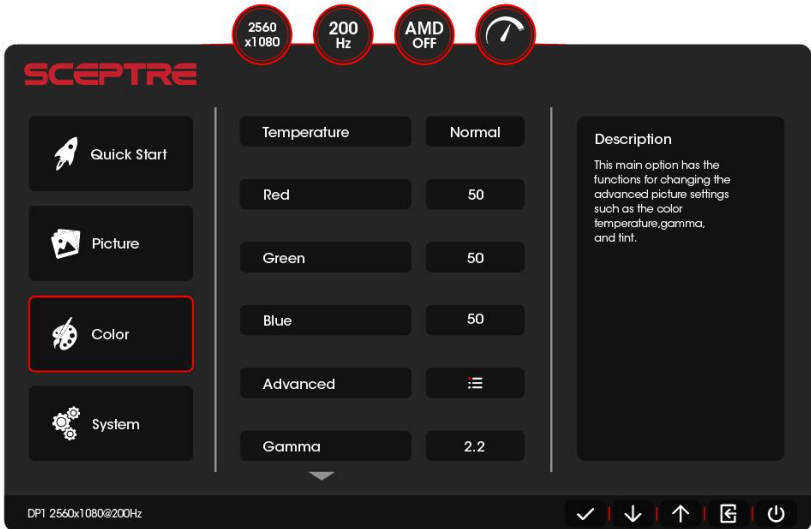 2560
x1080
200
Hz
AMD
OFF
SCEPTRE
Quick Start
Picture
Color
System
Temperature
Normal
Red
50
Green
50
Blue
50
Advanced
Gamma
2.2
Description
This main option has the
functions for changing the
advanced picture settings
such as the color
temperature,gamma,
and tint.
DP1 2560x1080@200Hz